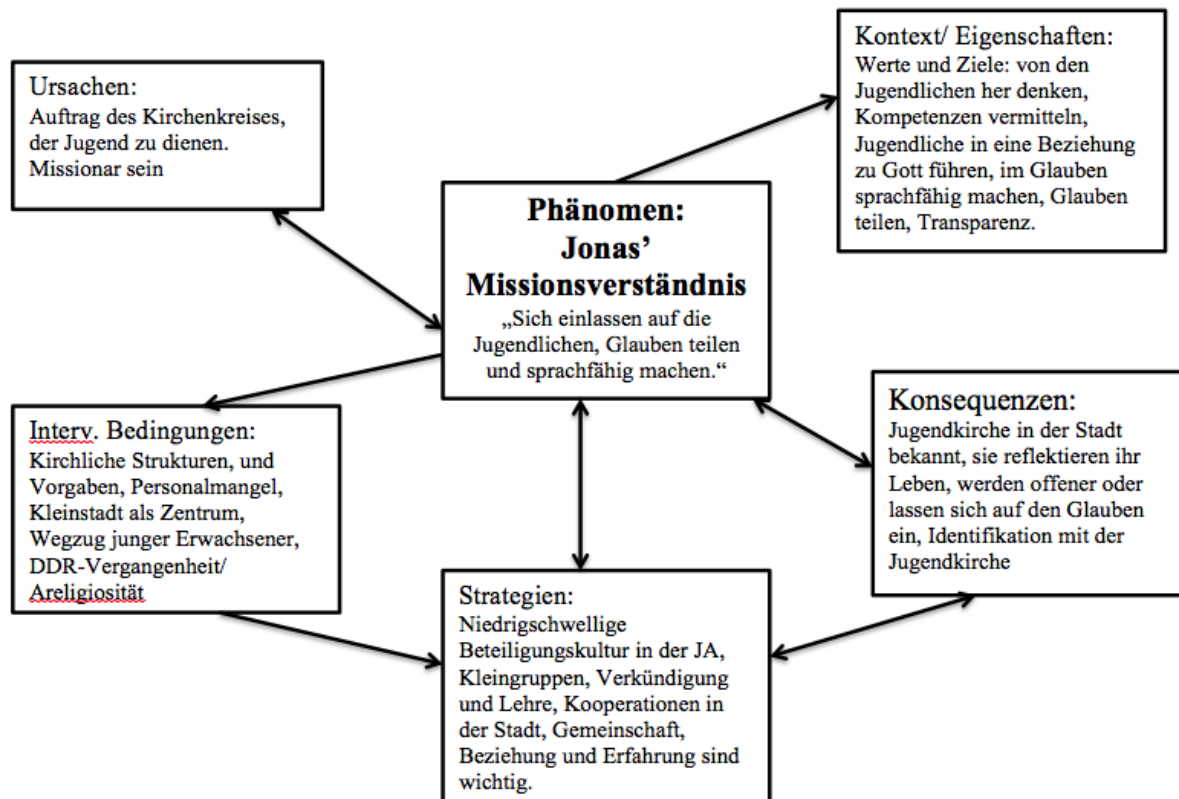 Ursachen:
Auftrag des Kirchenkreises,
der Jugend zu dienen.
Missionar sein
Kontext/ Eigenschaften:
Werte und Ziele: von den
Jugendlichen her denken,
Kompetenzen vermitteln,
Jugendliche in eine Beziehung
zu Gott führen, im Glauben
sprachfähig machen, Glauben
teilen, Transparenz.
Phänomen:
Jonas’
Missionsverständnis
„Sich einlassen auf die
Jugendlichen, Glauben teilen
und sprachfähig machen.“
Interv. Bedingungen:
Kirchliche Strukturen, und
Vorgaben, Personalmangel,
Kleinstadt als Zentrum,
Wegzug junger Erwachsener,
DDR-Vergangenheit/
Areligiosität
Konsequenzen:
Jugendkirche in der Stadt
bekannt, sie reflektieren ihr
Leben, werden offener oder
lassen sich auf den Glauben
ein, Identifikation mit der
Jugendkirche
Strategien:
Niedrigschwellige
Beteiligungskultur in der JA,
Kleingruppen, Verkündigung
und Lehre, Kooperationen in
der Stadt, Gemeinschaft,
Beziehung und Erfahrung sind
wichtig.